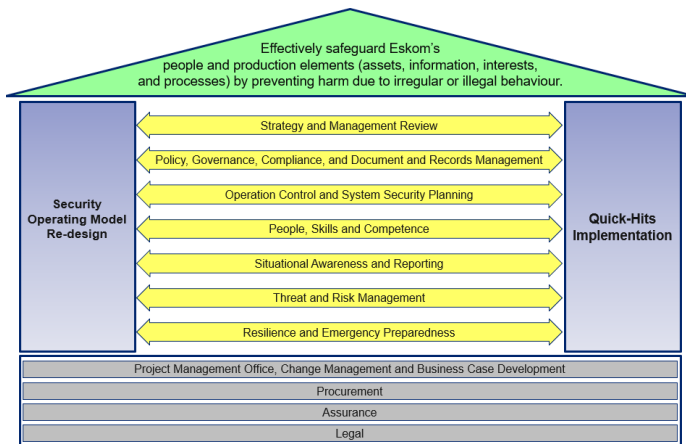 Effectively safeguard Eskom's
people and production elements (assets, information, interests,
and processes) by preventing harm due to irregular or illegal behaviour.
Security
Operating Model
Re-design
Strategy and Management Review
Policy, Governance, Compliance, and Document and Records Management
Operation Control and System Security Planning
People, Skills and Competence
Situational Awareness and Reporting
Threat and Risk Management
Resilience and Emergency Preparedness
Quick-Hits
Implementation
Project Management Office, Change Management and Business Case Development
Procurement
Assurance
Legal